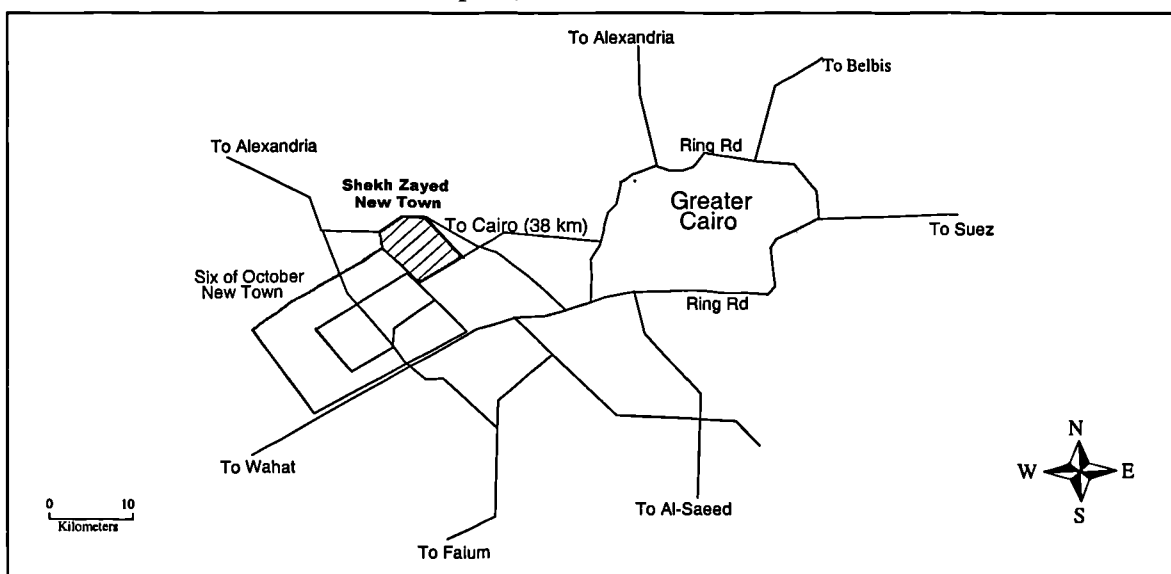 To Alexandria
To Belbis
Ring Rd
To Alexandria
Shekh Zayed
New Town
Greater
Cairo
To Cairo (38 km)
To Suez
Six of October
New Town
Ring Rd
N
W
E
S
To Wahat
0 10
Kilometers
To Al-Saeed
To Faium